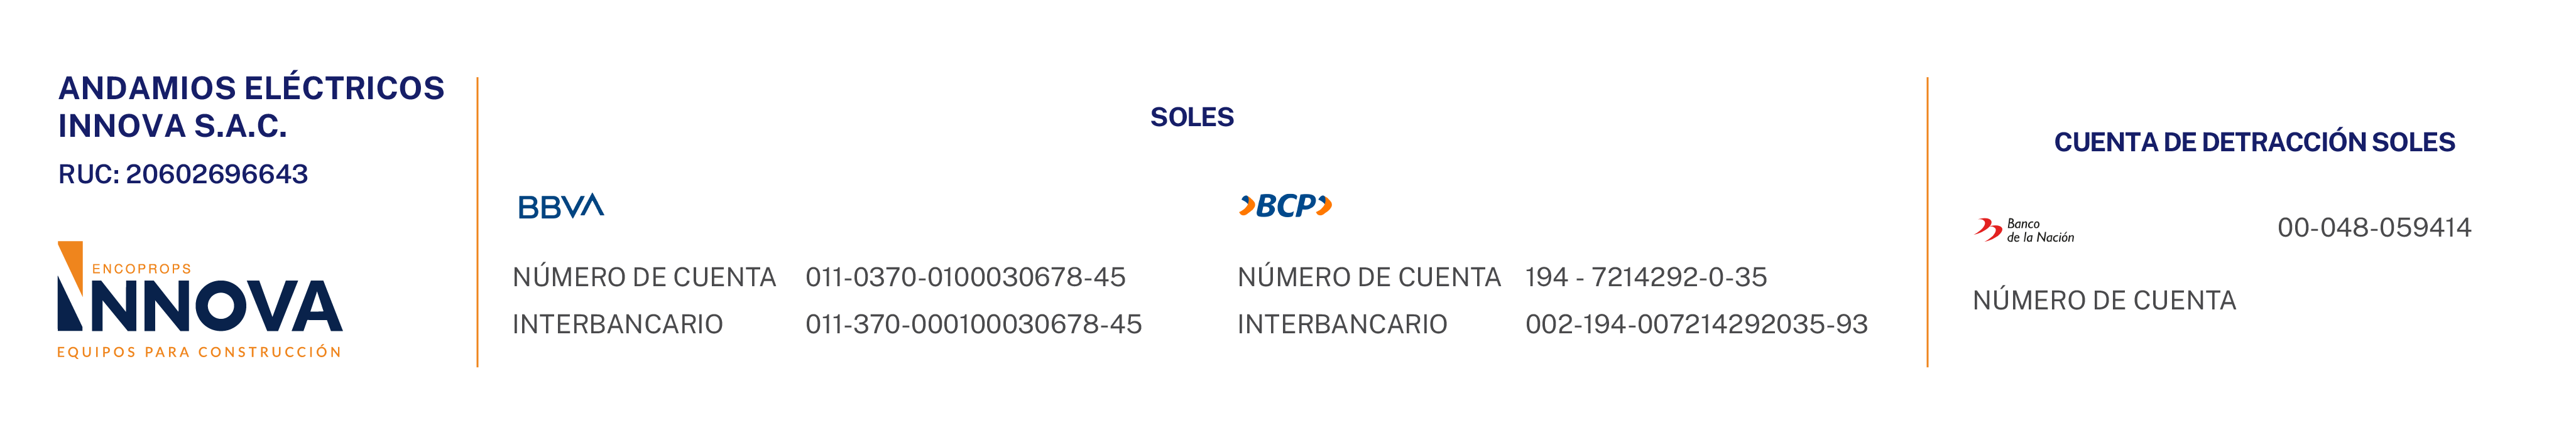 ANDAMIOS ELÉCTRICOS
INNOVA S.A.C.
RUC: 20602696643
ENCOPROPS
INNOVA
EQUIPOS PARA CONSTRUCCIÓN
SOLES
BBVA
NÚMERO DE CUENTA 011-0370-0100030678-45
INTERBANCARIO 011-370-000100030678-45
BCP
NÚMERO DE CUENTA 194 - 7214292-0-35
INTERBANCARIO 002-194-007214292035-93
CUENTA DE DETRACCIÓN SOLES
Banco
de la Nación
00-048-059414
NÚMERO DE CUENTA